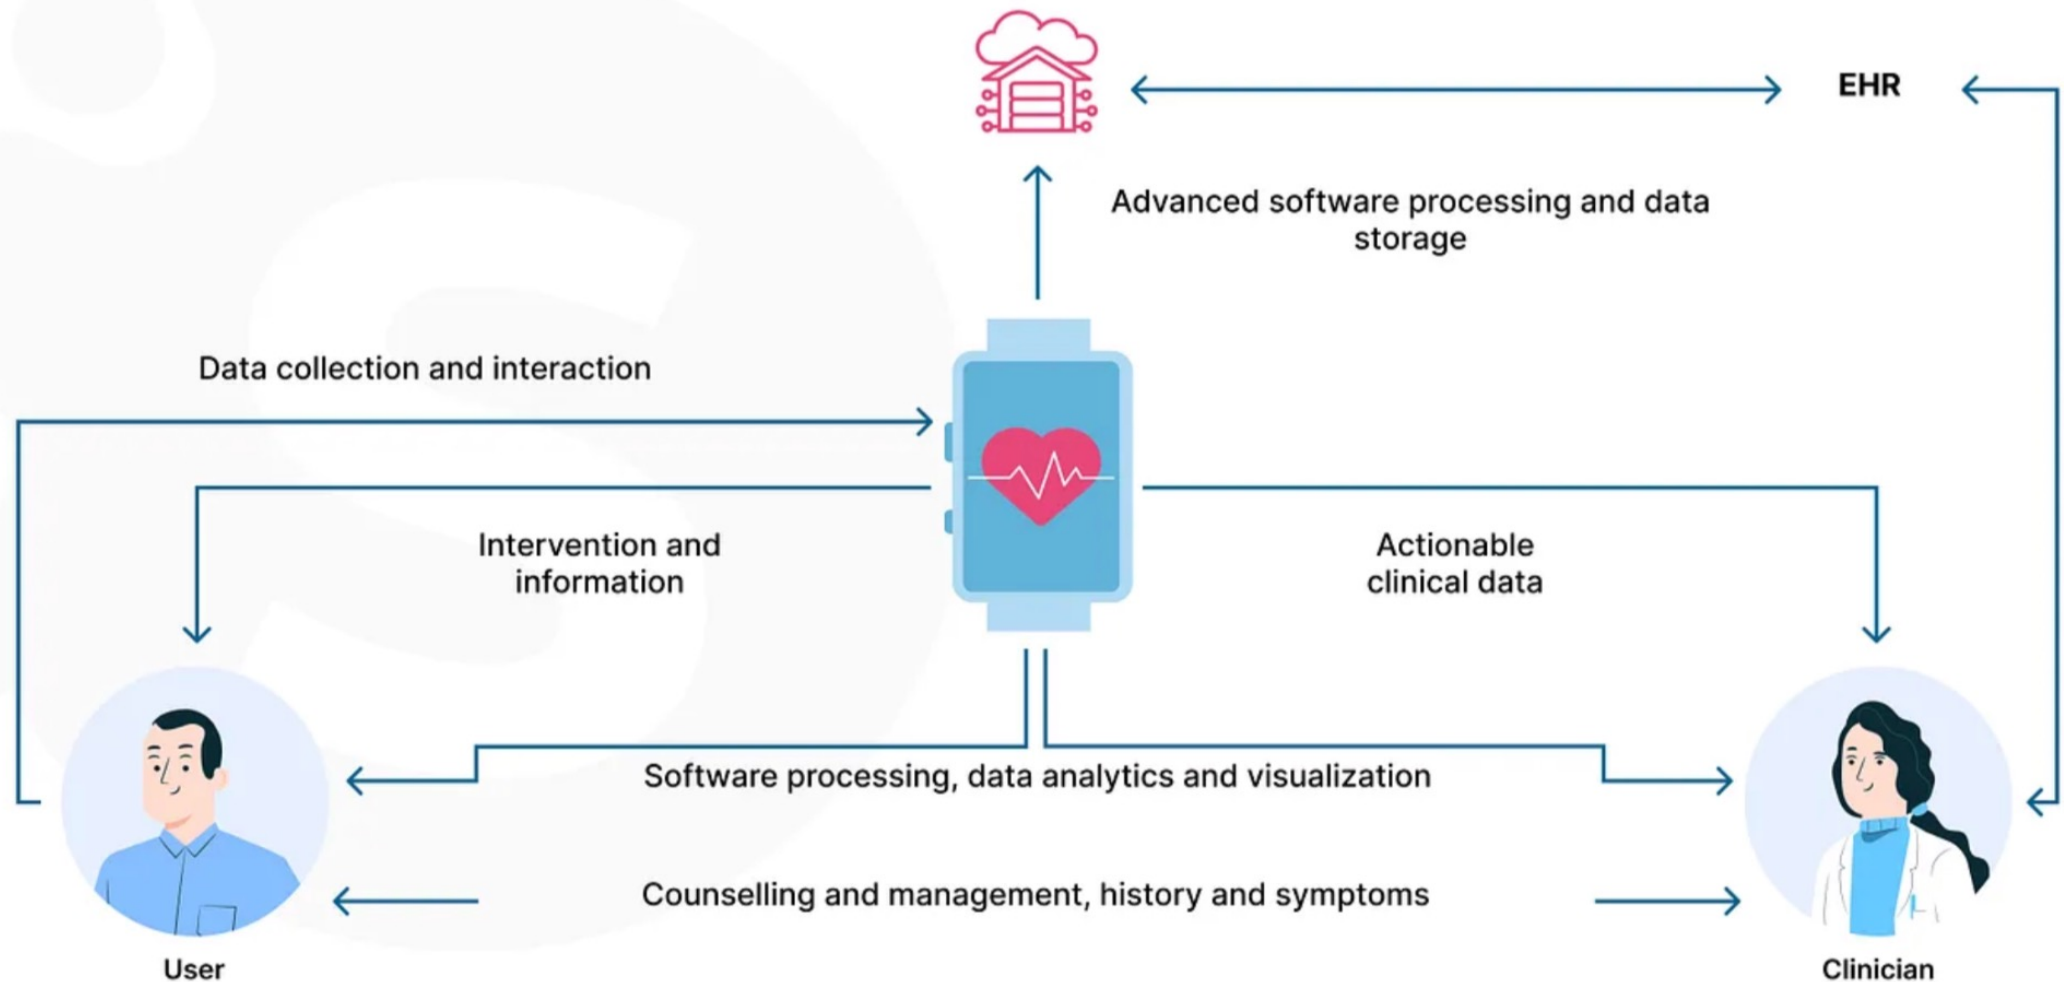 EHR
Advanced software processing and data
storage
Data collection and interaction
Intervention and
information
Actionable
clinical data
Software processing, data analytics and visualization
Counselling and management, history and symptoms
User
Clinician